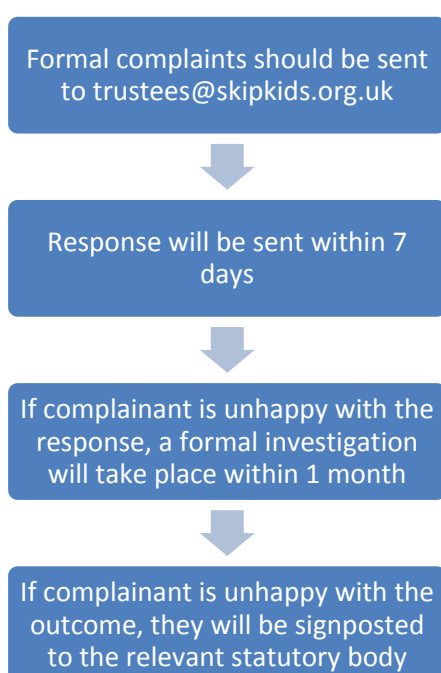 Formal complaints should be sent
to trustees@skipkids.org.uk
Response will be sent within 7
days
If complainant is unhappy with the
response, a formal investigation
will take place within 1 month
If complainant is unhappy with the
outcome, they will be signposted
to the relevant statutory body